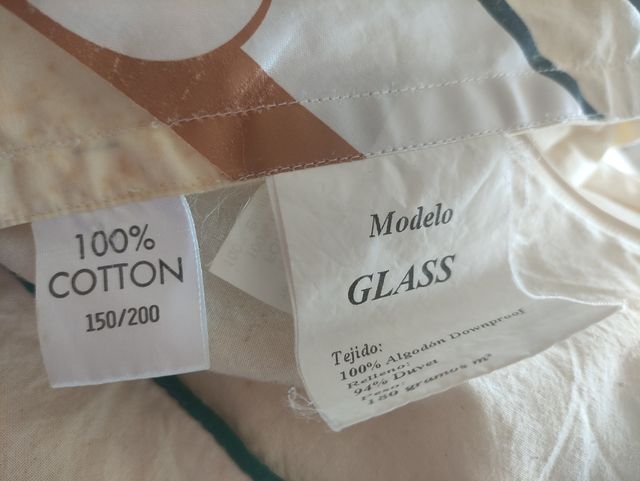 100%
COTTON
150/200
Modelo
GLASS
Tejido:
100% Algodón Downproof
Relleno:
94% Duvet
Peso:
180 gramos m²